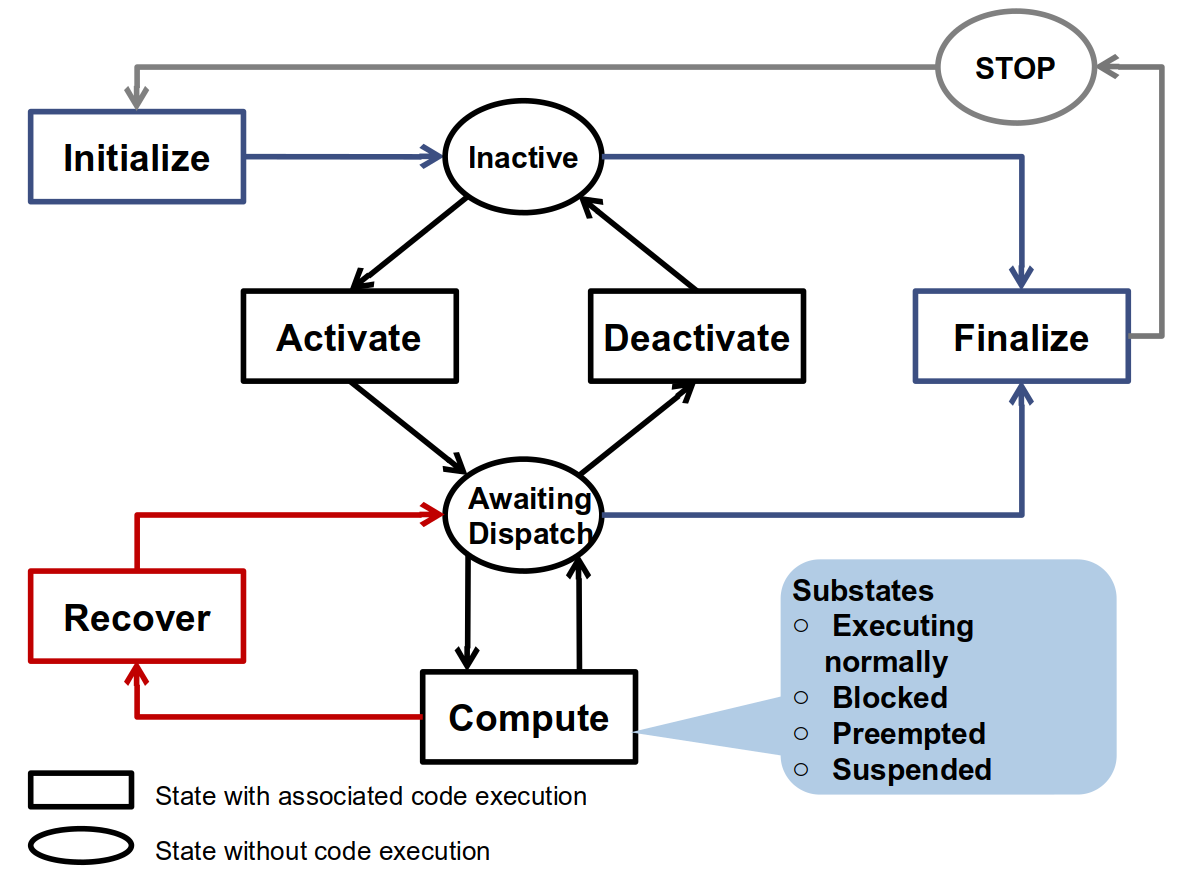 STOP
Initialize
Inactive
Activate
Deactivate
Finalize
Awaiting
Dispatch
Recover
Compute
Substates
○ Executing
normally
○ Blocked
○ Preempted
○ Suspended
State with associated code execution
State without code execution